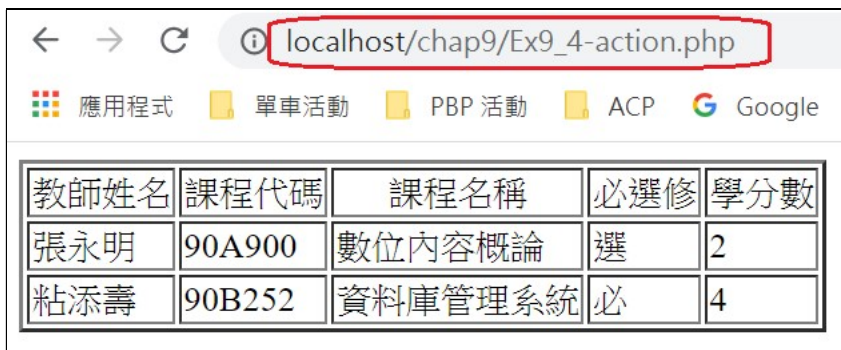 localhost/chap9/Ex9_4-action.php
應用程式 單車活動 PBP 活動 ACP G Google
教師姓名 課程代碼 課程名稱 必選修 學分數
張永明 90A900 數位內容概論 選 2
粘添壽 90B252 資料庫管理系統 必 4